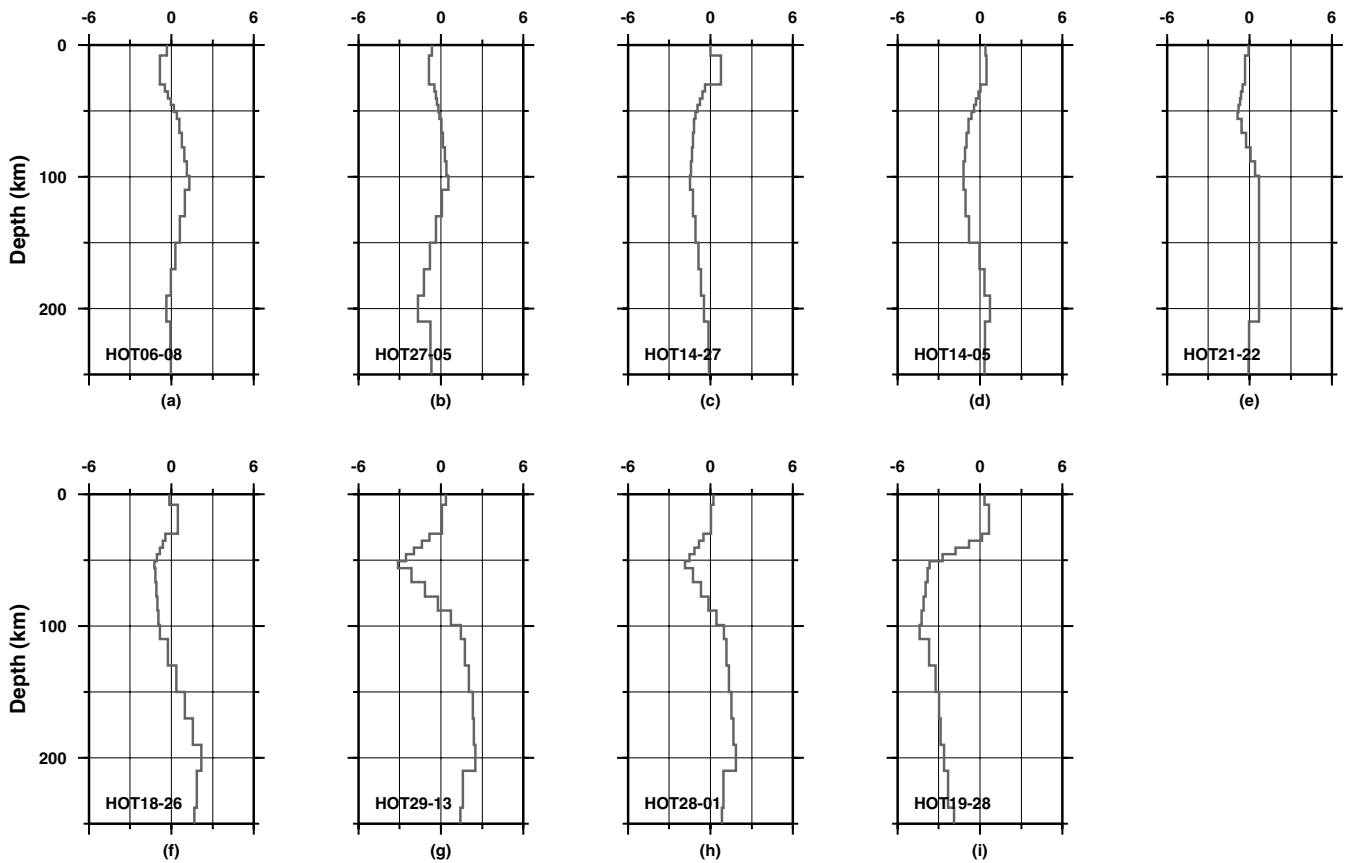 -6 0 6 -6 0 6 -6 0 6 -6 0 6 -6 0 6
0
100
200
Depth (km)
HOT06-08 HOT27-05 HOT14-27 HOT14-05 HOT21-22
(a) (b) (c) (d) (e)
-6 0 6 -6 0 6 -6 0 6 -6 0 6
0
100
200
Depth (km)
HOT18-26 HOT29-13 HOT28-01 HOT19-28
(f) (g) (h) (i)